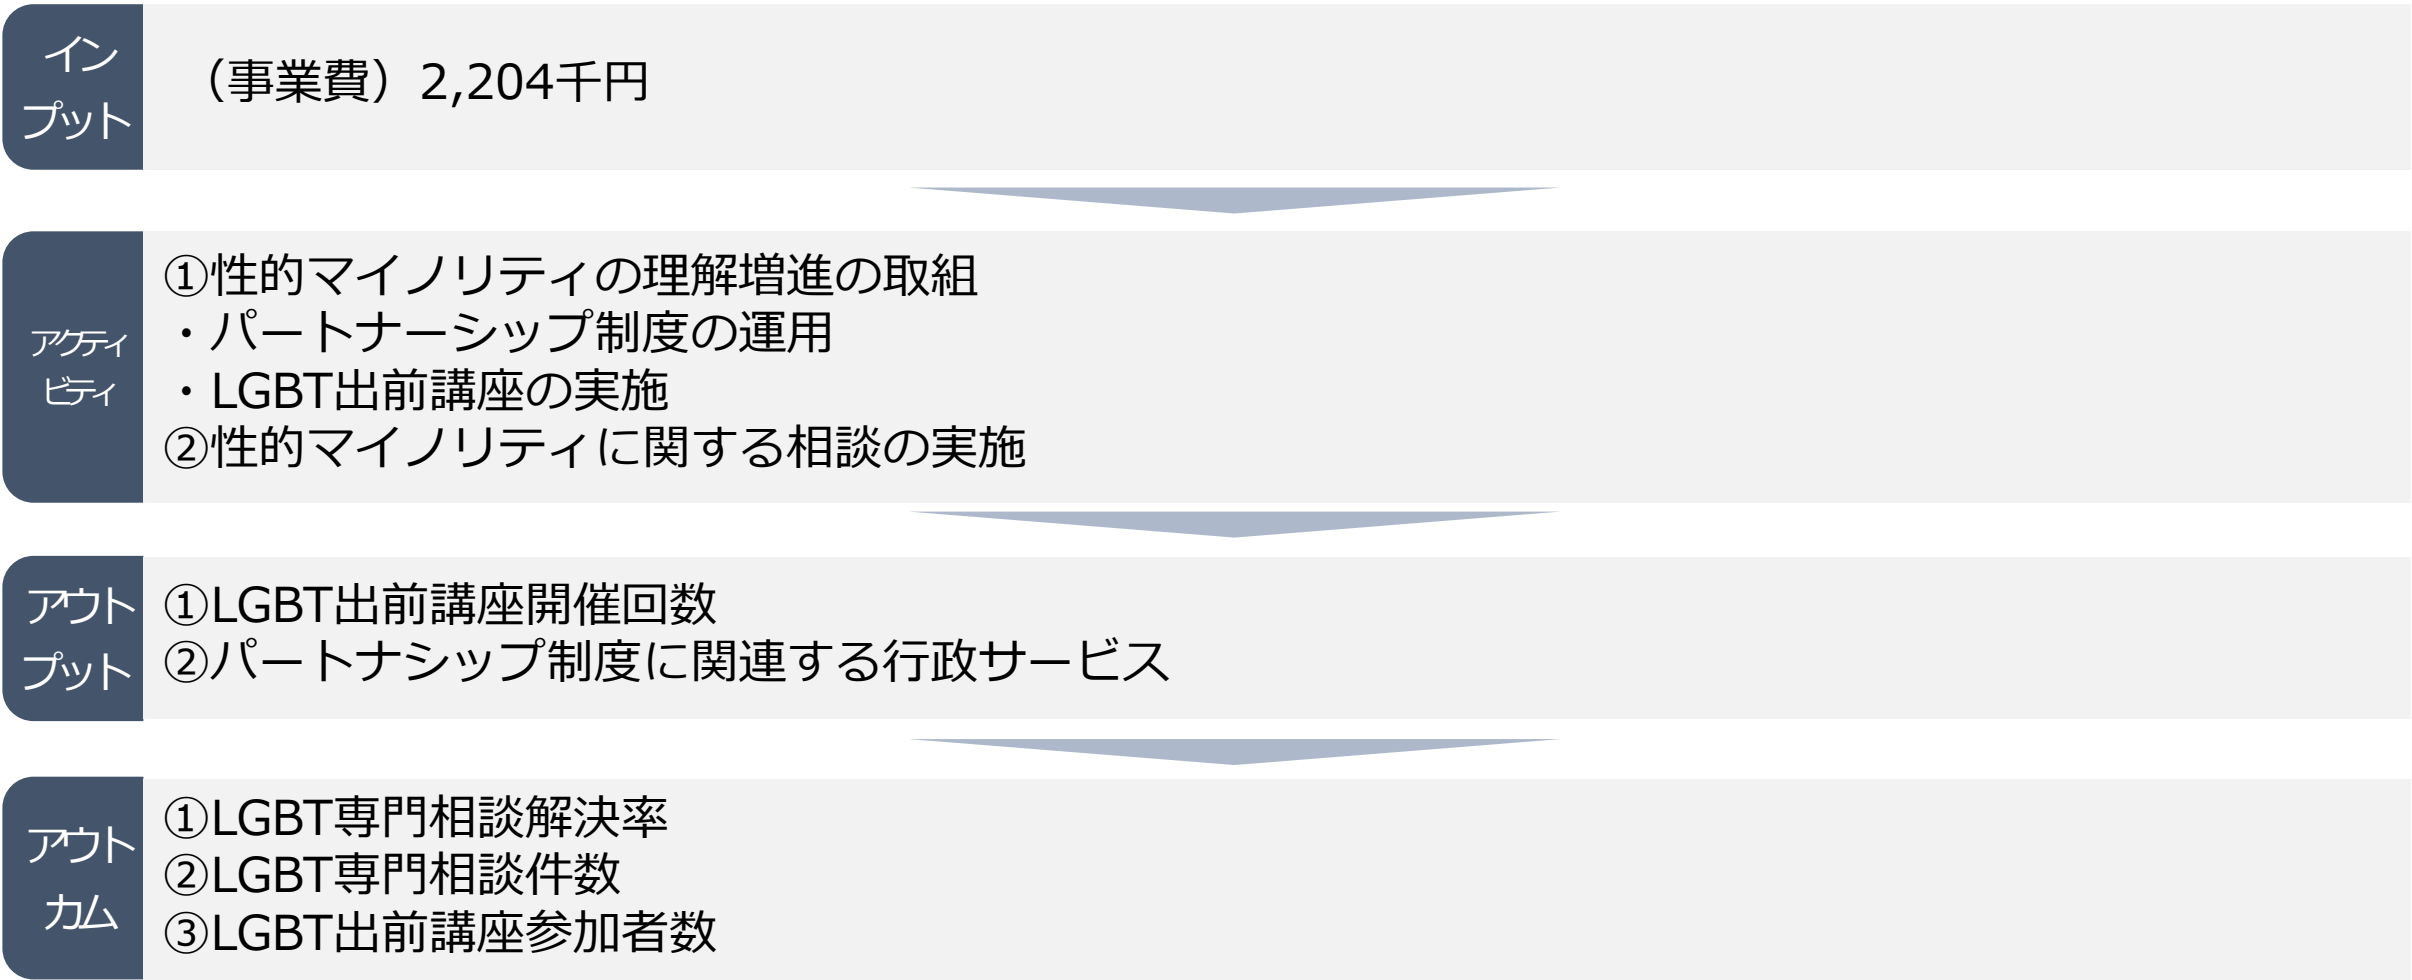 イン
プット
（事業費）2,204千円
アクティ
ビティ
①性的マイノリティの理解増進の取組
・パートナーシップ制度の運用
・LGBT出前講座の実施
②性的マイノリティに関する相談の実施
アウト
プット
①LGBT出前講座開催回数
②パートナシップ制度に関連する行政サービス
アウト
カム
①LGBT専門相談解決率
②LGBT専門相談件数
③LGBT出前講座参加者数